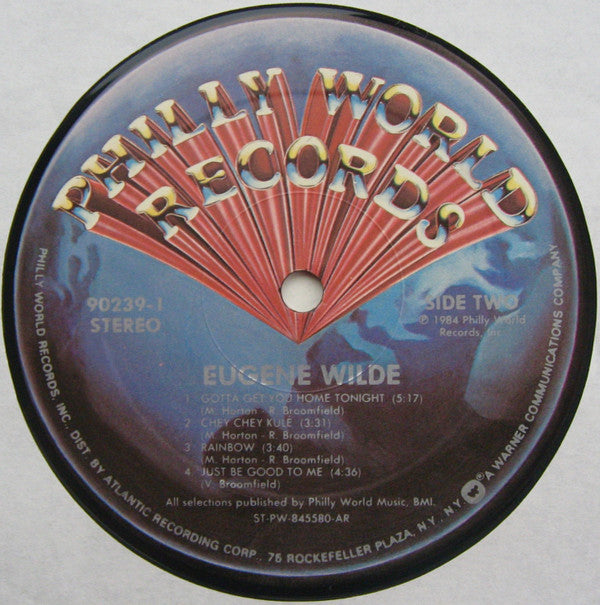 PHILLY WORLD
RECORDS
90239-1
STEREO
SIDE TWO
℗ 1984 Philly World
Records, Inc.
EUGENE WILDE
1. GOTTA GET YOU HOME TONIGHT (5:17)
(M. Horton - R. Broomfield)
2. CHEY CHEY KULE (3:31)
(M. Horton - R. Broomfield)
3. RAINBOW (3:40)
(M. Horton - R. Broomfield)
4. JUST BE GOOD TO ME (4:36)
(V. Broomfield)
All selections published by Philly World Music, BMI.
ST-PW-845580-AR
PHILLY WORLD RECORDS, INC. DIST. BY ATLANTIC RECORDING CORP., 75 ROCKEFELLER PLAZA, N.Y., N.Y. ® A WARNER COMMUNICATIONS COMPANY